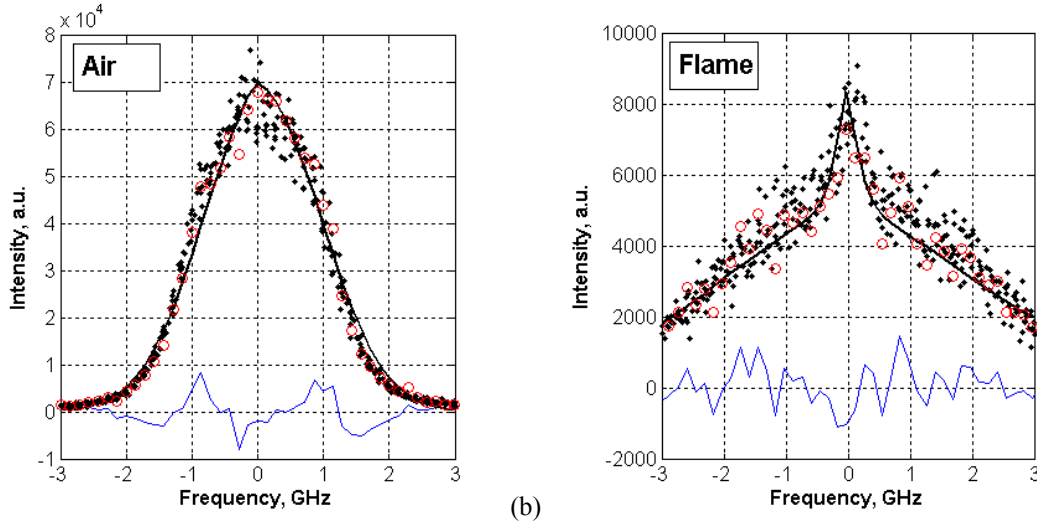 8 x 10^4
7
6
5
4
3
2
1
0
-1
Air
Intensity, a.u.
-3 -2 -1 0 1 2 3
Frequency, GHz
(b)
10000
8000
6000
4000
2000
0
-2000
Flame
Intensity, a.u.
-3 -2 -1 0 1 2 3
Frequency, GHz